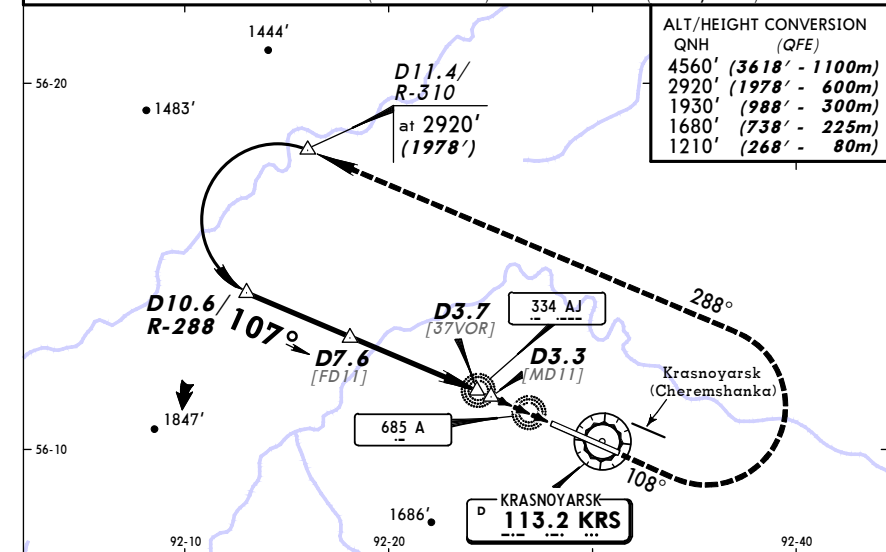 ALT/HEIGHT CONVERSION
QNH (QFE)
4560' (3618' - 1100m)
2920' (1978' - 600m)
1930' (988' - 300m)
1680' (738' - 225m)
1210' (268' - 80m)
1444'
56-20
1483'
D11.4/
R-310
at 2920'
(1978')
D10.6/
R-288
107°
D7.6
[FD11]
D3.7
[37VOR]
334 AJ
D3.3
[MD11]
288°
Krasnoyarsk
(Cheremshanka)
1847'
685 A
56-10
108°
KRASNOYARSK
D 113.2 KRS
1686'
92-10
92-20
92-40